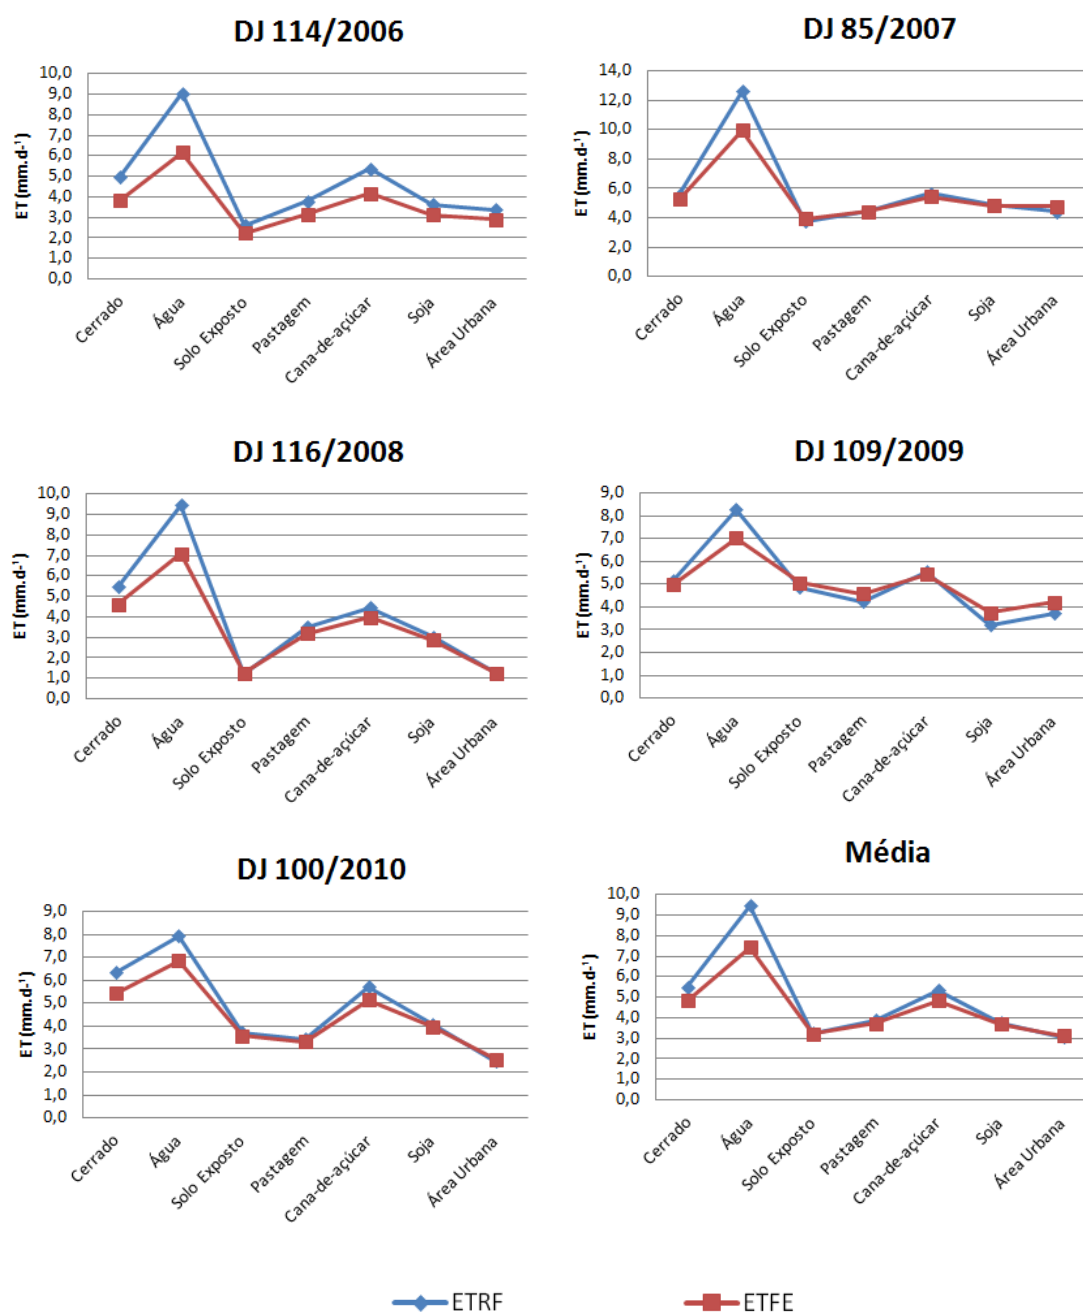 DJ 114/2006
10,0
9,0
8,0
7,0
6,0
5,0
4,0
3,0
2,0
1,0
0,0
ET (mm.d-¹)
Cerrado
Água
Solo Exposto
Pastagem
Cana-de-açúcar
Soja
Área Urbana
DJ 85/2007
14,0
12,0
10,0
8,0
6,0
4,0
2,0
0,0
ET (mm.d-¹)
Cerrado
Água
Solo Exposto
Pastagem
Cana-de-açúcar
Soja
Área Urbana
DJ 116/2008
10,0
9,0
8,0
7,0
6,0
5,0
4,0
3,0
2,0
1,0
0,0
ET (mm.d-¹)
Cerrado
Água
Solo Exposto
Pastagem
Cana-de-açúcar
Soja
Área Urbana
DJ 109/2009
9,0
8,0
7,0
6,0
5,0
4,0
3,0
2,0
1,0
0,0
ET (mm.d-¹)
Cerrado
Água
Solo Exposto
Pastagem
Cana-de-açúcar
Soja
Área Urbana
DJ 100/2010
9,0
8,0
7,0
6,0
5,0
4,0
3,0
2,0
1,0
0,0
ET (mm.d-¹)
Cerrado
Água
Solo Exposto
Pastagem
Cana-de-açúcar
Soja
Área Urbana
Média
10,0
9,0
8,0
7,0
6,0
5,0
4,0
3,0
2,0
1,0
0,0
ET (mm.d-¹)
Cerrado
Água
Solo Exposto
Pastagem
Cana-de-açúcar
Soja
Área Urbana
ETRF
ETFE